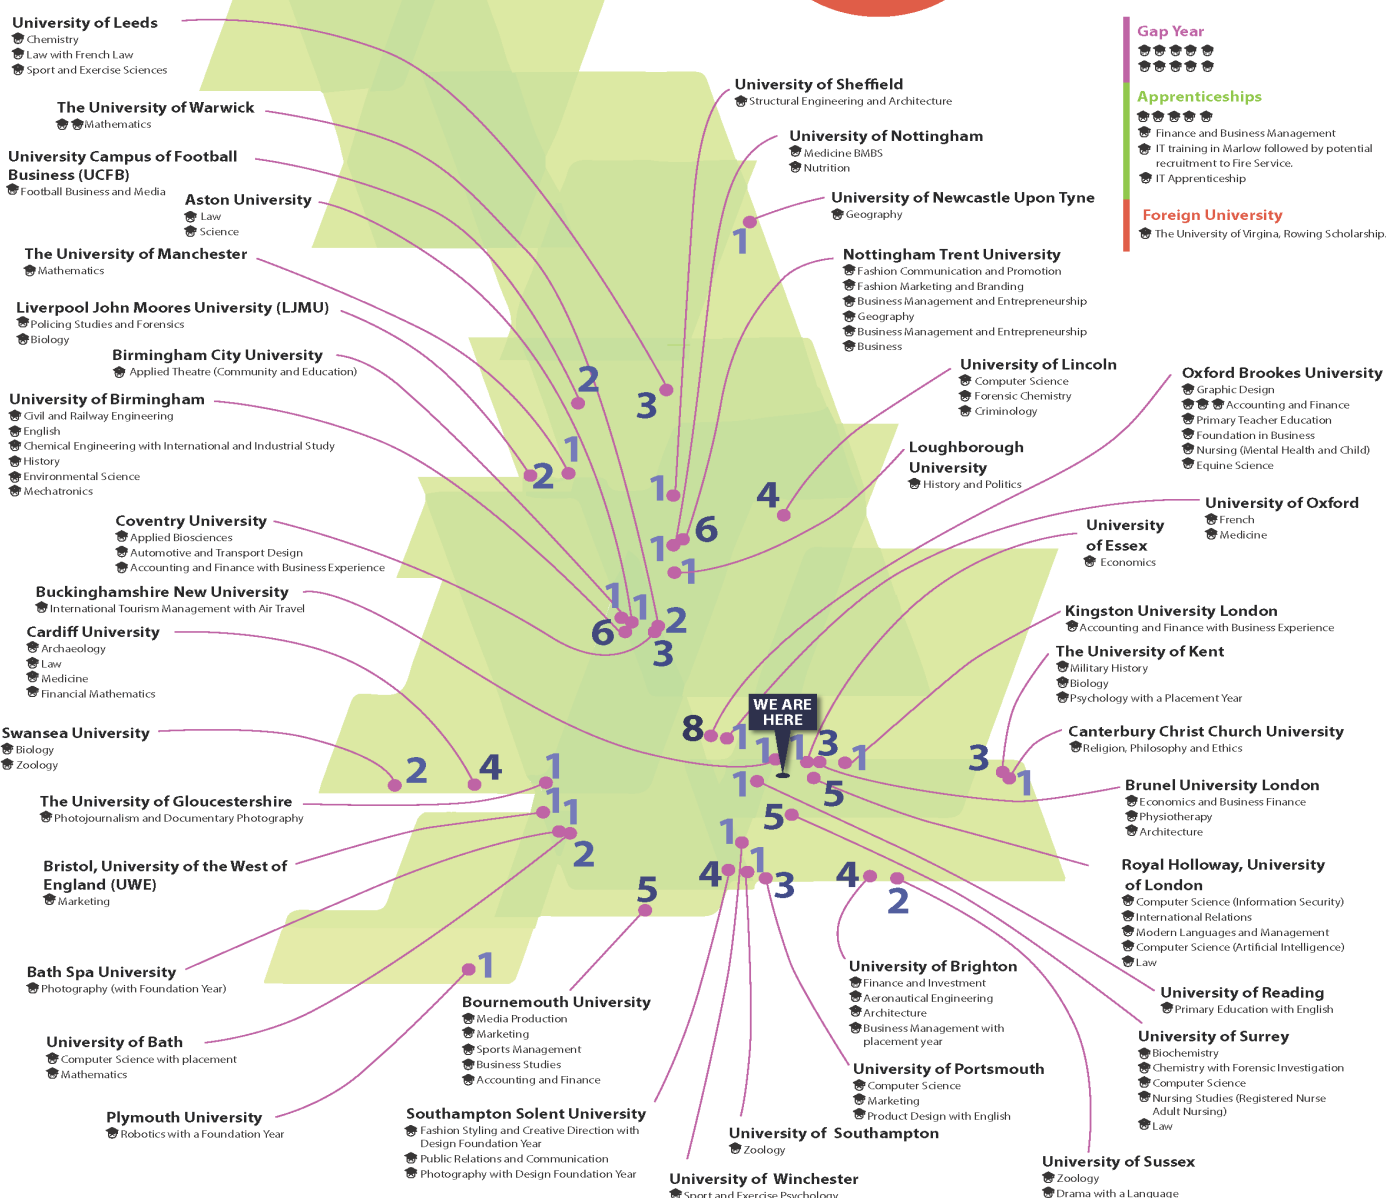 University of Leeds
Chemistry
Law with French Law
Sport and Exercise Sciences
The University of Warwick
Mathematics
University Campus of Football
Business (UCFB)
Football Business and Media
Aston University
Law
Science
The University of Manchester
Mathematics
Liverpool John Moores University (LJMU)
Policing Studies and Forensics
Biology
Birmingham City University
Applied Theatre (Community and Education)
University of Birmingham
Civil and Railway Engineering
English
Chemical Engineering with International and Industrial Study
History
Environmental Science
Mechatronics
Coventry University
Applied Biosciences
Automotive and Transport Design
Accounting and Finance with Business Experience
Buckinghamshire New University
International Tourism Management with Air Travel
Cardiff University
Archaeology
Law
Medicine
Financial Mathematics
Swansea University
Biology
Zoology
The University of Gloucestershire
Photojournalism and Documentary Photography
Bristol, University of the West of
England (UWE)
Marketing
Bath Spa University
Photography (with Foundation Year)
University of Bath
Computer Science with placement
Mathematics
Plymouth University
Robotics with a Foundation Year
University of Sheffield
Structural Engineering and Architecture
University of Nottingham
Medicine BMBS
Nutrition
University of Newcastle Upon Tyne
Geography
Nottingham Trent University
Fashion Communication and Promotion
Fashion Marketing and Branding
Business Management and Entrepreneurship
Geography
Business Management and Entrepreneurship
Business
University of Lincoln
Computer Science
Forensic Chemistry
Criminology
Loughborough
University
History and Politics
Gap Year
Apprenticeships
Finance and Business Management
IT training in Marlow followed by potential
recruitment to Fire Service.
IT Apprenticeship
Foreign University
The University of Virgina, Rowing Scholarship.
Oxford Brookes University
Graphic Design
Accounting and Finance
Primary Teacher Education
Foundation in Business
Nursing (Mental Health and Child)
Equine Science
University of Oxford
French
Medicine
University
of Essex
Economics
Kingston University London
Accounting and Finance with Business Experience
The University of Kent
Military History
Biology
Psychology with a Placement Year
Canterbury Christ Church University
Religion, Philosophy and Ethics
Brunel University London
Economics and Business Finance
Physiotherapy
Architecture
Royal Holloway, University
of London
Computer Science (Information Security)
International Relations
Modern Languages and Management
Computer Science (Artificial Intelligence)
Law
University of Reading
Primary Education with English
University of Surrey
Biochemistry
Chemistry with Forensic Investigation
Computer Science
Nursing Studies (Registered Nurse
Adult Nursing)
Law
University of Sussex
Zoology
Drama with a Language
University of Brighton
Finance and Investment
Aeronautical Engineering
Architecture
Business Management with
placement year
University of Portsmouth
Computer Science
Marketing
Product Design with English
University of Southampton
Zoology
University of Winchester
Sport and Exercise Psychology
Bournemouth University
Media Production
Marketing
Sports Management
Business Studies
Accounting and Finance
Southampton Solent University
Fashion Styling and Creative Direction with
Design Foundation Year
Public Relations and Communication
Photography with Design Foundation Year
1
2
3
1
2
1
4
6
1
1
1
1
2
6
3
WE ARE
HERE
8
1
1
1
3
1
3
1
2
4
1
1
1
2
1
5
5
1
4
1
3
4
2
5
1